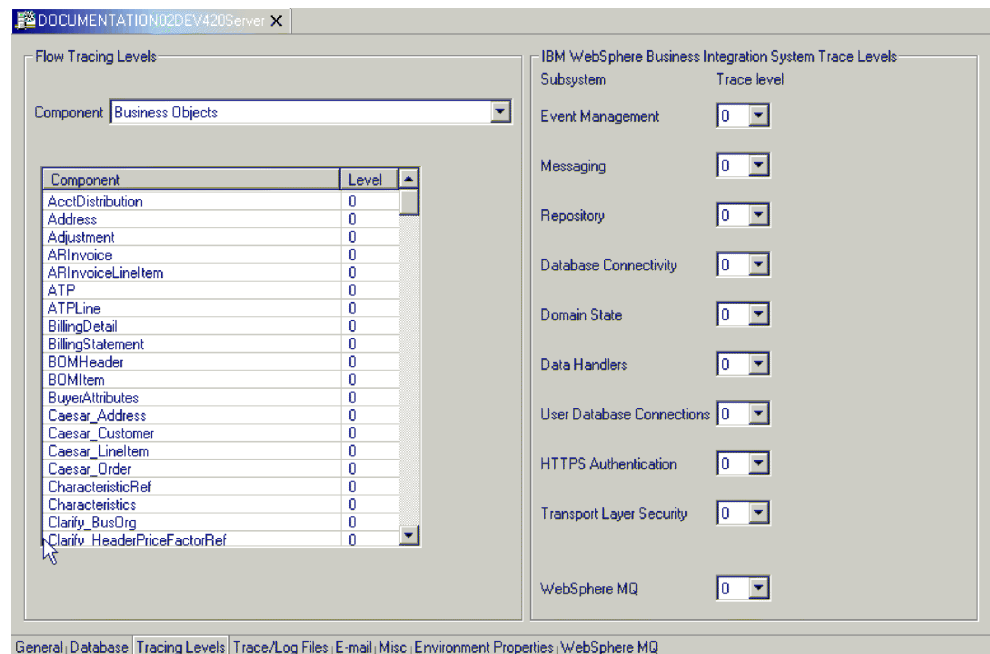 DOCUMENTATION02DEV420Server X
Flow Tracing Levels
Component Business Objects
Component Level
AcctDistribution 0
Address 0
Adjustment 0
ARInvoice 0
ARInvoiceLineItem 0
ATP 0
ATPLine 0
BillingDetail 0
BillingStatement 0
BOMHeader 0
BOMItem 0
BuyerAttributes 0
Caesar_Address 0
Caesar_Customer 0
Caesar_LineItem 0
Caesar_Order 0
CharacteristicRef 0
Characteristics 0
Clarify_BusOrg 0
Clarify_HeaderPriceFactorRef 0
IBM WebSphere Business Integration System Trace Levels
Subsystem Trace level
Event Management 0
Messaging 0
Repository 0
Database Connectivity 0
Domain State 0
Data Handlers 0
User Database Connections 0
HTTPS Authentication 0
Transport Layer Security 0
WebSphere MQ 0
General Database Tracing Levels Trace/Log Files E-mail Misc Environment Properties WebSphere MQ